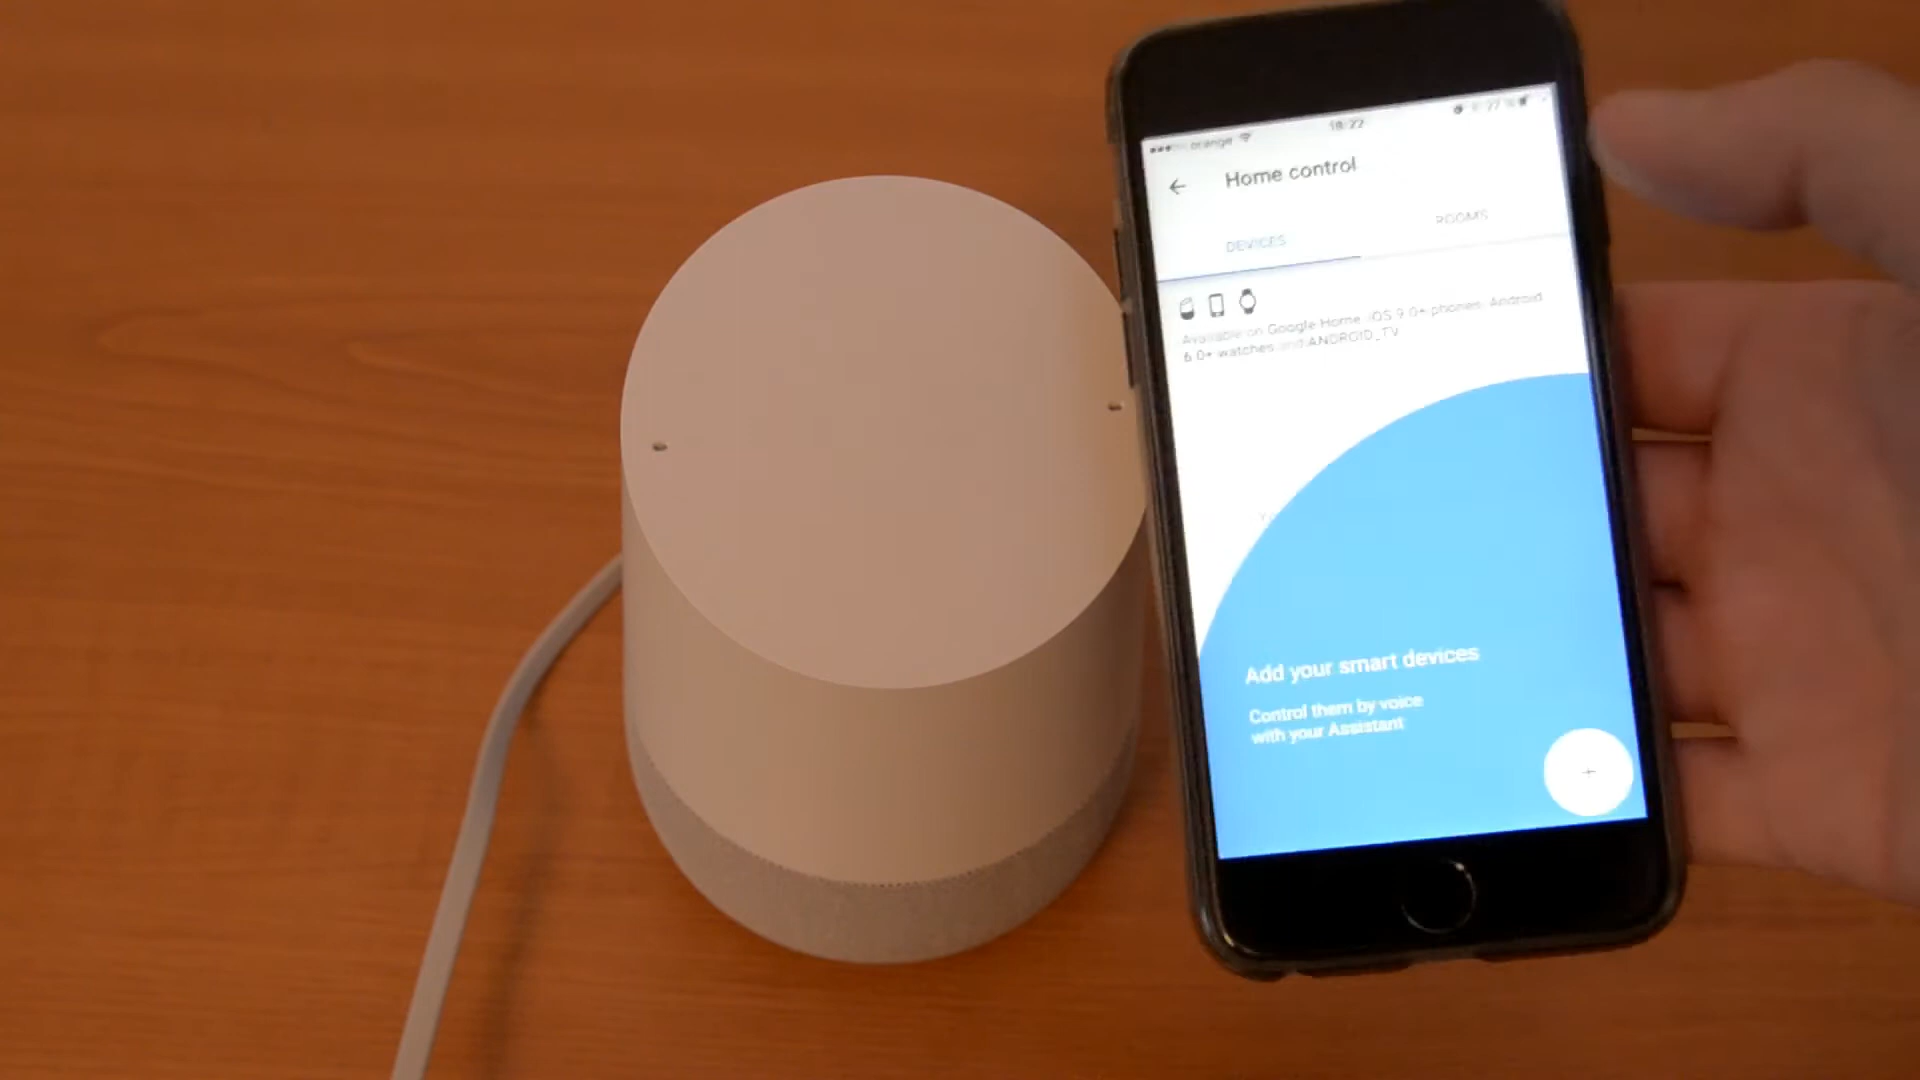 orange 18:22
Home control
DEVICES ROOMS
Available on Google Home, iOS 9.0+ phones, Android
6.0+ watches and ANDROID_TV
Add your smart devices
Control them by voice
with your Assistant